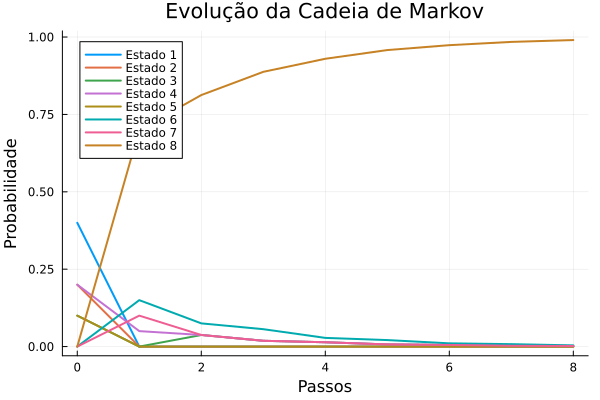 Evolução da Cadeia de Markov
1.00
0.75
0.50
0.25
0.00
Probabilidade
Estado 1
Estado 2
Estado 3
Estado 4
Estado 5
Estado 6
Estado 7
Estado 8
0 2 4 6 8
Passos